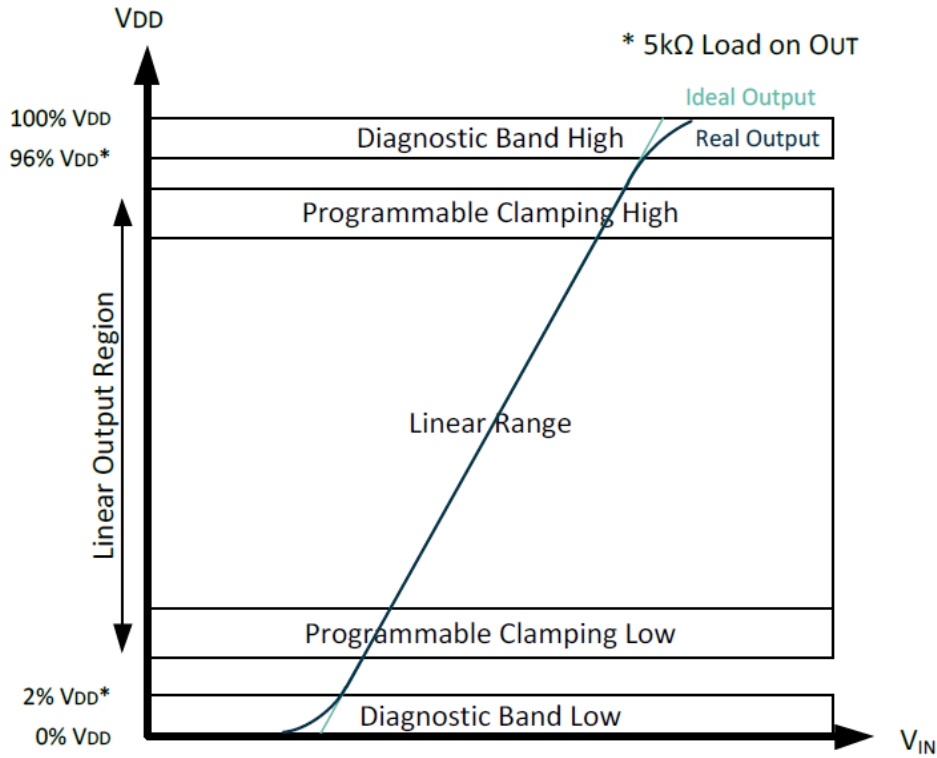 VDD
* 5kΩ Load on OUT
Ideal Output
100% VDD
Diagnostic Band High
Real Output
96% VDD*
Programmable Clamping High
Linear Output Region
Linear Range
Programmable Clamping Low
2% VDD*
Diagnostic Band Low
0% VDD
VIN